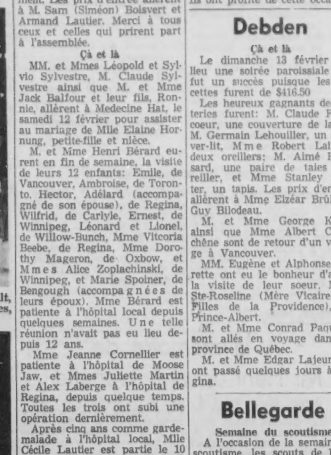 à M. Sam (Siméon) Boisvert et
Armand Lautier. Merci à tous
ceux et celles qui prirent part
à l'assemblée.
Çà et là
MM. et Mmes Léopold et Syl-
vio Sylvestre, M. Claude Syl-
vestre ainsi que M. et Mme
Jack Balfour et leur fils, Ron-
nie, allèrent à Medecine Hat, le
samedi 12 février pour assister
au mariage de Mlle Elaine Hor-
nung, petite-fille et nièce.
M. et Mme Henri Bérard eu-
rent en fin de semaine, la visite
de leurs 12 enfants: Emile, de
Vancouver, Ambroise, de Toron-
to, Hector, Adélard (accompa-
gné de son épouse), de Regina,
Wilfrid, de Carlyle, Ernest, de
Winnipeg, Léonard et Lionel,
de Willow-Bunch, Mme Vitcoria
Beebe, de Regina, Mme Doro-
thy Mageron, de Oxbow, et
Mmes Alice Zoplachinski, de
Winnipeg, et Marie Spoiner, de
Bengough (accompagnées de
leurs époux). Mme Bérard est
patiente à l'hôpital local depuis
quelques semaines. Une telle
réunion n'avait pas eu lieu de-
puis 12 ans.
Mme Jeanne Cornellier est
patiente à l'hôpital de Moose
Jaw, et Mmes Juliette Martin
et Alex Laberge à l'hôpital de
Regina, depuis quelque temps.
Toutes les trois ont subi une
opération dernièrement.
Après cinq ans comme garde-
malade à l'hôpital local, Mlle
Cécile Lautier est partie le 10
Debden
Çà et là
Le dimanche 13 février
lieu une soirée paroissiale
fut un succès puisque les
cettes furent de $416.50
Les heureux gagnants de
teries furent: M. Claude F
coeur, une couverture de la
M. Germain Lehouiller, un
ver-lit, Mme Robert Lal
deux oreillers; M. Aimé
sard, une paire de taies
reiller, et Mme Stanley
ter, un tapis. Les prix d'en
allèrent à Mme Elzéar Brûl
Guy Bilodeau.
M. et Mme George
ainsi que Mme Albert C
chêne sont de retour d'un v
ge à Vancouver.
MM. Eugène et Alphonse
rette ont eu le bonheur d'a
la visite de leur soeur,
Ste-Roseline (Mère Vicaire
Filles de la Providence),
Prince-Albert.
M. et Mme Conrad Paq
sont allés en voyage dan
province de Québec.
M. et Mme Edgar Lajeu
ont passé quelques jours à
gina.
Bellegarde
Semaine du scoutisme
A l'occasion de la semain